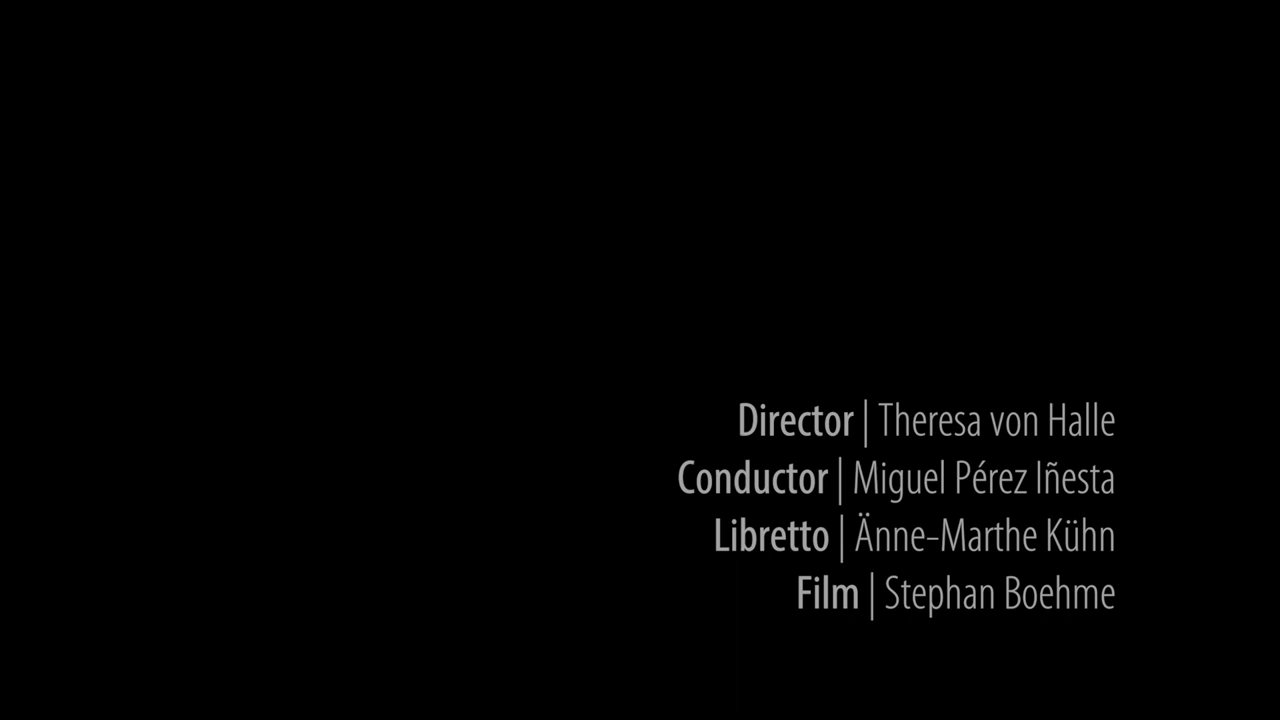 Director | Theresa von Halle
Conductor | Miguel Pérez Iñesta
Libretto | Änne-Marthe Kühn
Film | Stephan Boehme